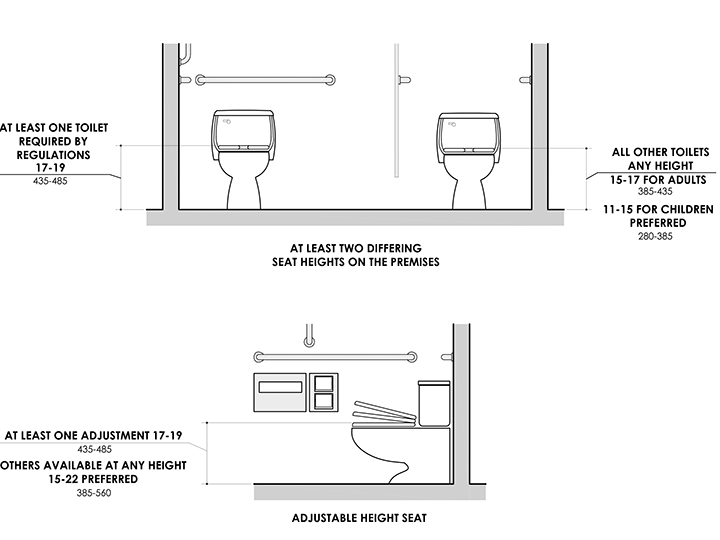 AT LEAST ONE TOILET
REQUIRED BY
REGULATIONS
17-19
435-485
ALL OTHER TOILETS
ANY HEIGHT
15-17 FOR ADULTS
385-435
11-15 FOR CHILDREN
PREFERRED
280-385
AT LEAST TWO DIFFERING
SEAT HEIGHTS ON THE PREMISES
AT LEAST ONE ADJUSTMENT 17-19
435-485
OTHERS AVAILABLE AT ANY HEIGHT
15-22 PREFERRED
385-560
ADJUSTABLE HEIGHT SEAT